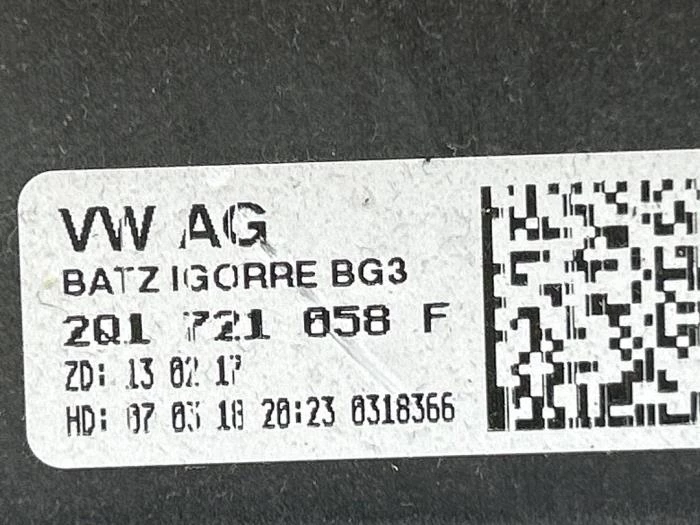 VW AG
BATZ IGORRE BG3
2Q1 721 058 F
ZD: 13 02 17
HD: 07 03 18 20:23 0318366